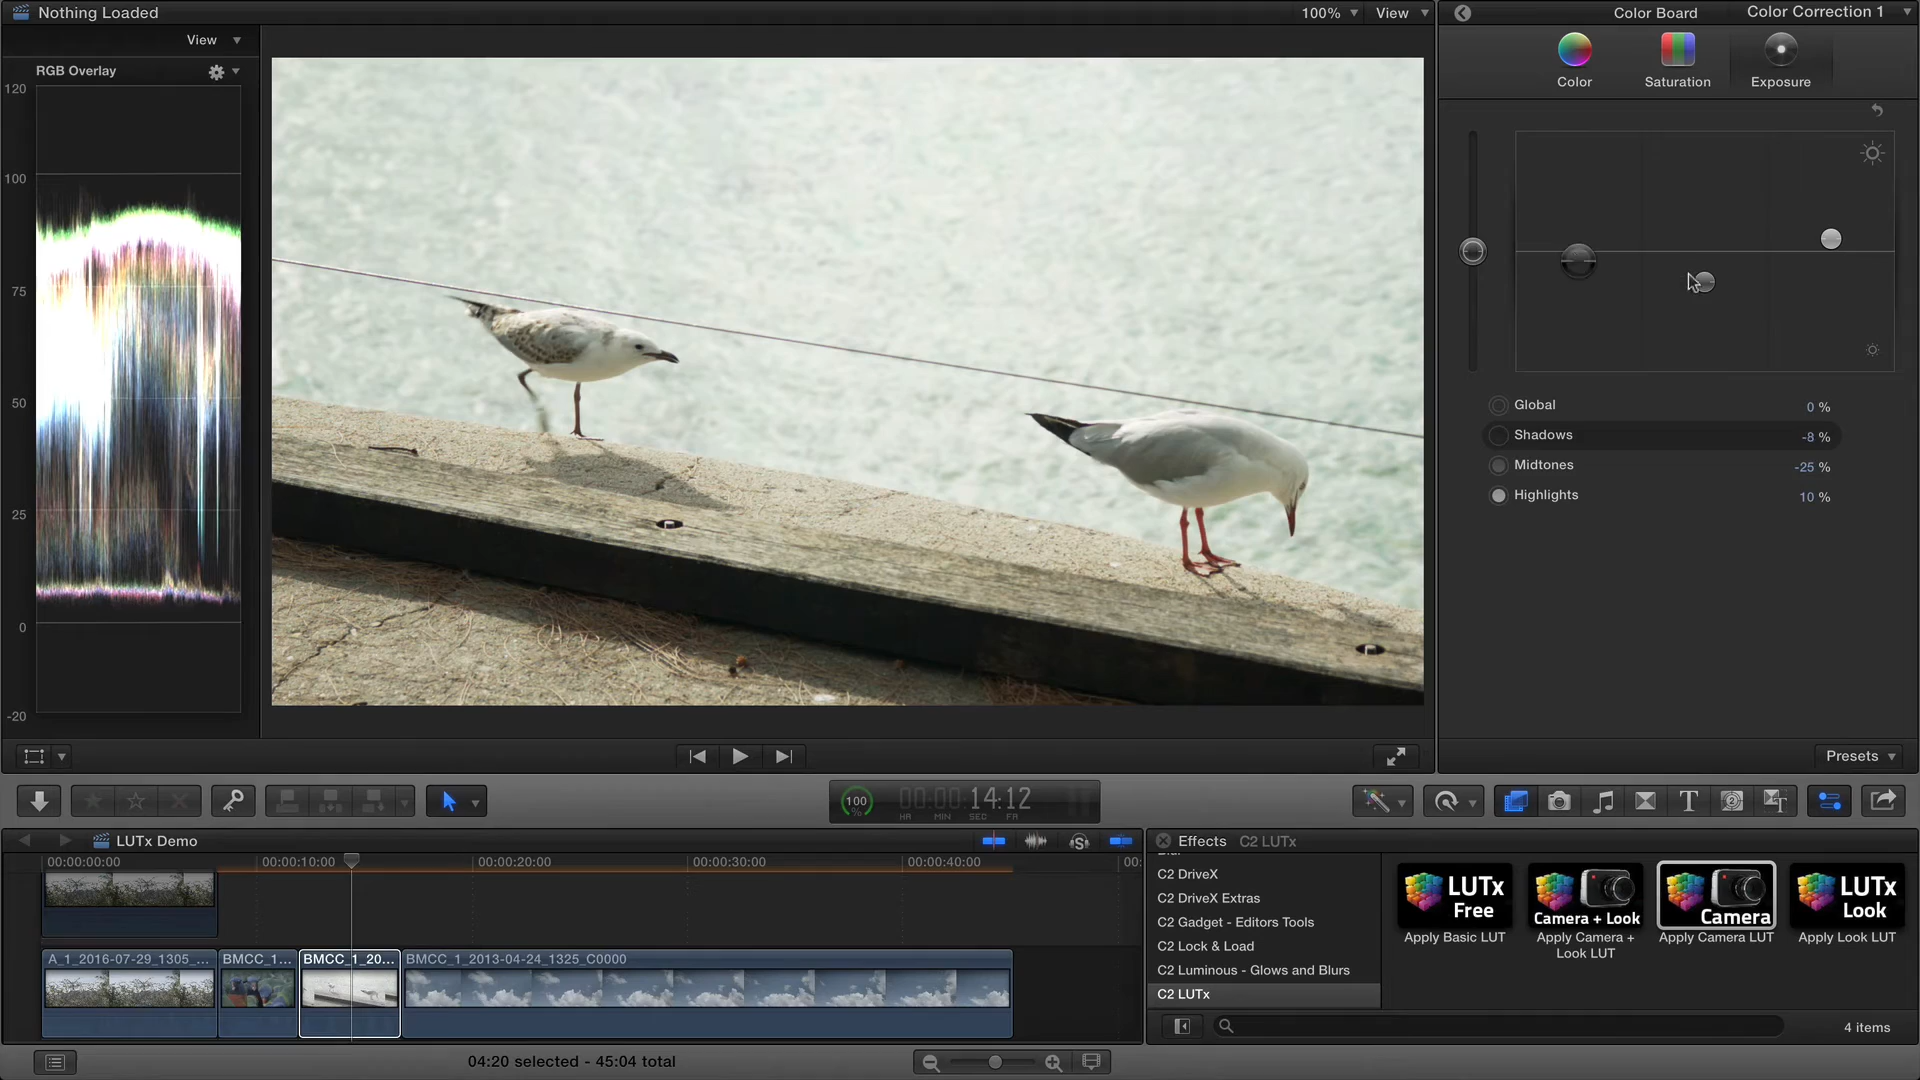 Nothing Loaded
100%
View
Color Board
Color Correction 1
View
Color
Saturation
Exposure
RGB Overlay
120
100
75
50
25
0
-20
Global
0 %
Shadows
-8 %
Midtones
-25 %
Highlights
10 %
Presets
100
%
00:00:14:12
HR MIN SEC FR
LUTx Demo
Effects
C2 LUTx
00:00:00:00
00:00:10:00
00:00:20:00
00:00:30:00
00:00:40:00
00:
C2 DriveX
C2 DriveX Extras
C2 Gadget - Editors Tools
C2 Lock & Load
C2 Luminous - Glows and Blurs
C2 LUTx
LUTx
Free
Apply Basic LUT
Camera + Look
Apply Camera +
Look LUT
Camera
Apply Camera LUT
LUTx
Look
Apply Look LUT
A_1_2016-07-29_1305_...
BMCC_1...
BMCC_1_20...
BMCC_1_2013-04-24_1325_C0000
4 items
04:20 selected - 45:04 total